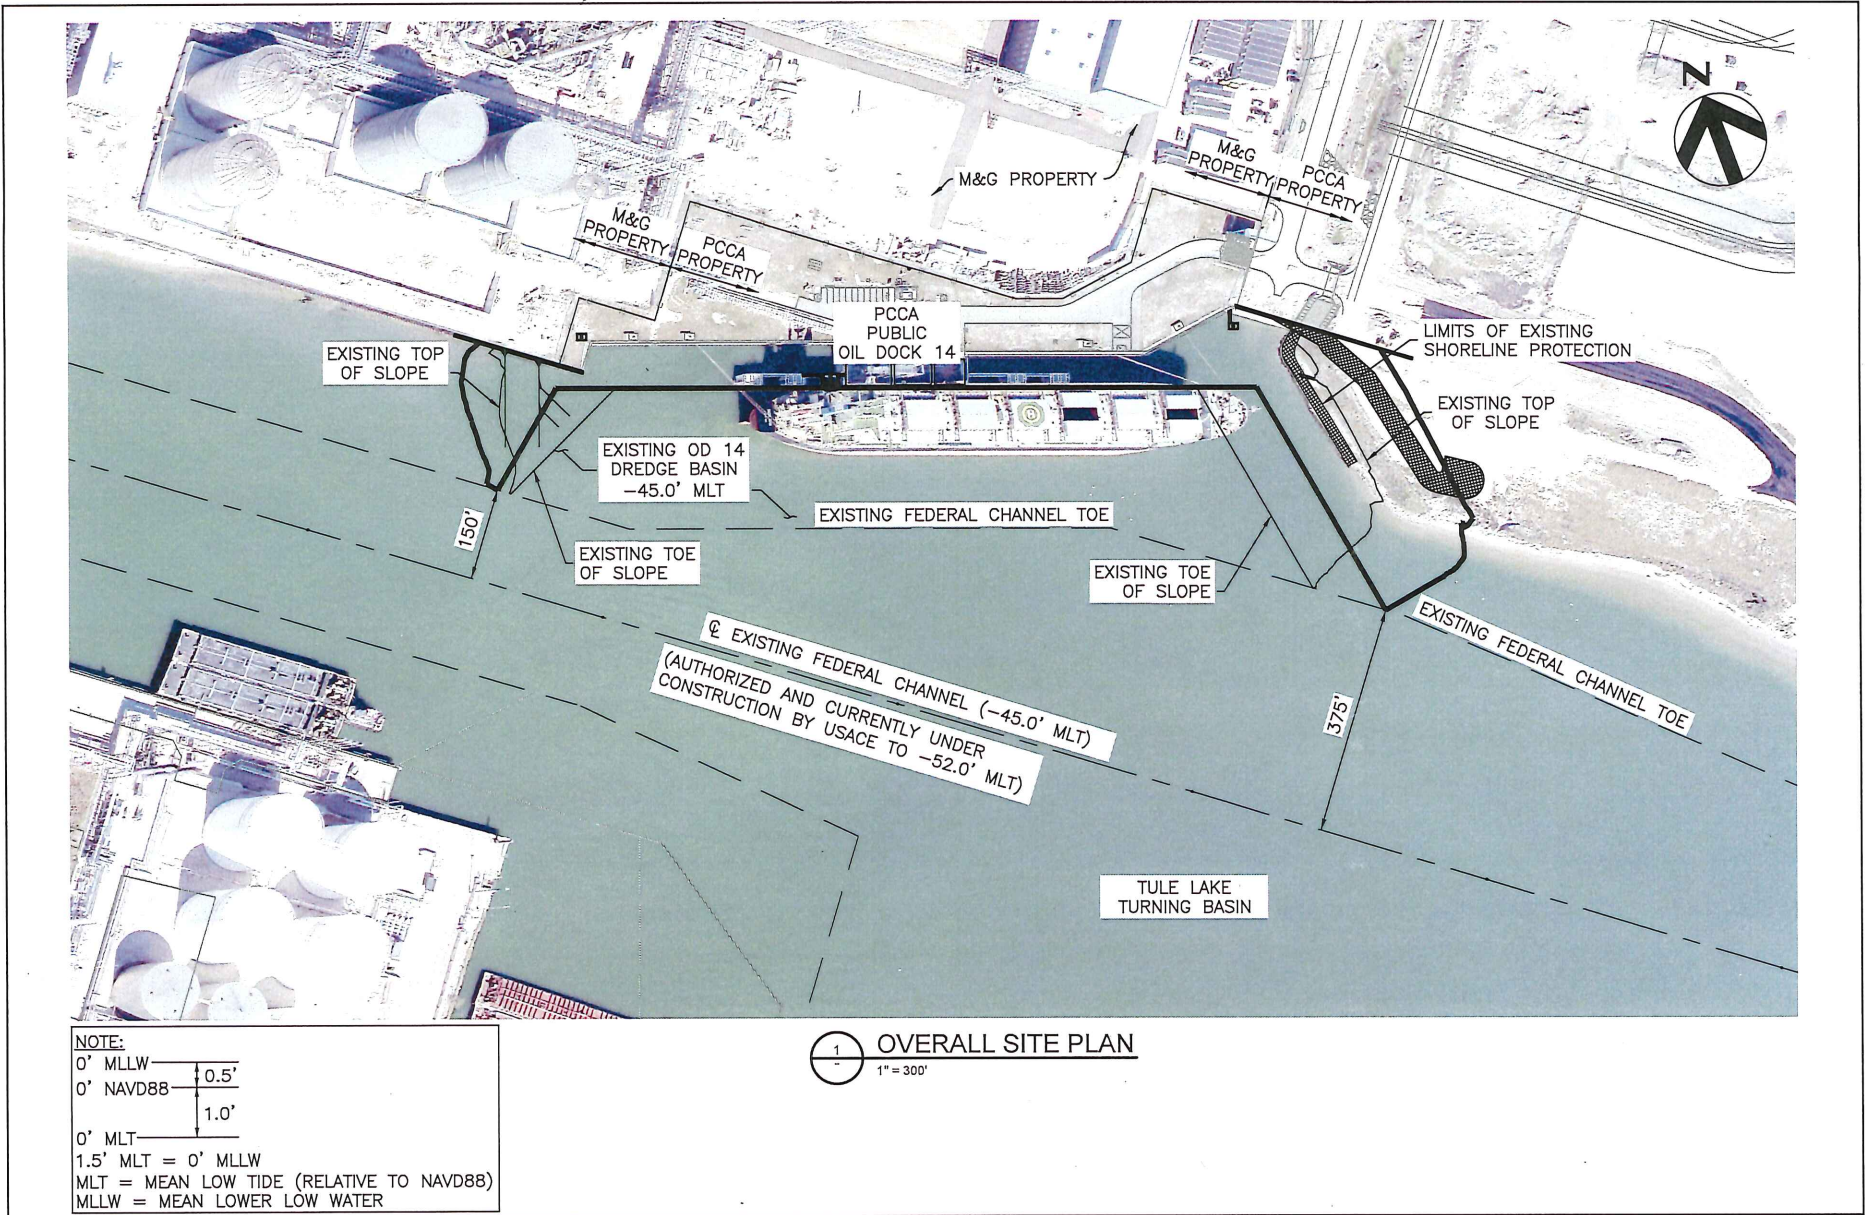 N
M&G
PROPERTY
PCCA
PROPERTY
M&G PROPERTY
M&G
PROPERTY
PCCA
PROPERTY
PCCA
PUBLIC
OIL DOCK 14
LIMITS OF EXISTING
SHORELINE PROTECTION
EXISTING TOP
OF SLOPE
EXISTING TOP
OF SLOPE
EXISTING OD 14
DREDGE BASIN
-45.0' MLT
EXISTING FEDERAL CHANNEL TOE
150'
EXISTING TOE
OF SLOPE
EXISTING TOE
OF SLOPE
EXISTING FEDERAL CHANNEL TOE
℄ EXISTING FEDERAL CHANNEL (-45.0' MLT)
(AUTHORIZED AND CURRENTLY UNDER
CONSTRUCTION BY USACE TO -52.0' MLT)
375'
TULE LAKE
TURNING BASIN
NOTE:
0' MLLW
0.5'
0' NAVD88
1.0'
0' MLT
1.5' MLT = 0' MLLW
MLT = MEAN LOW TIDE (RELATIVE TO NAVD88)
MLLW = MEAN LOWER LOW WATER
1
OVERALL SITE PLAN
1" = 300'